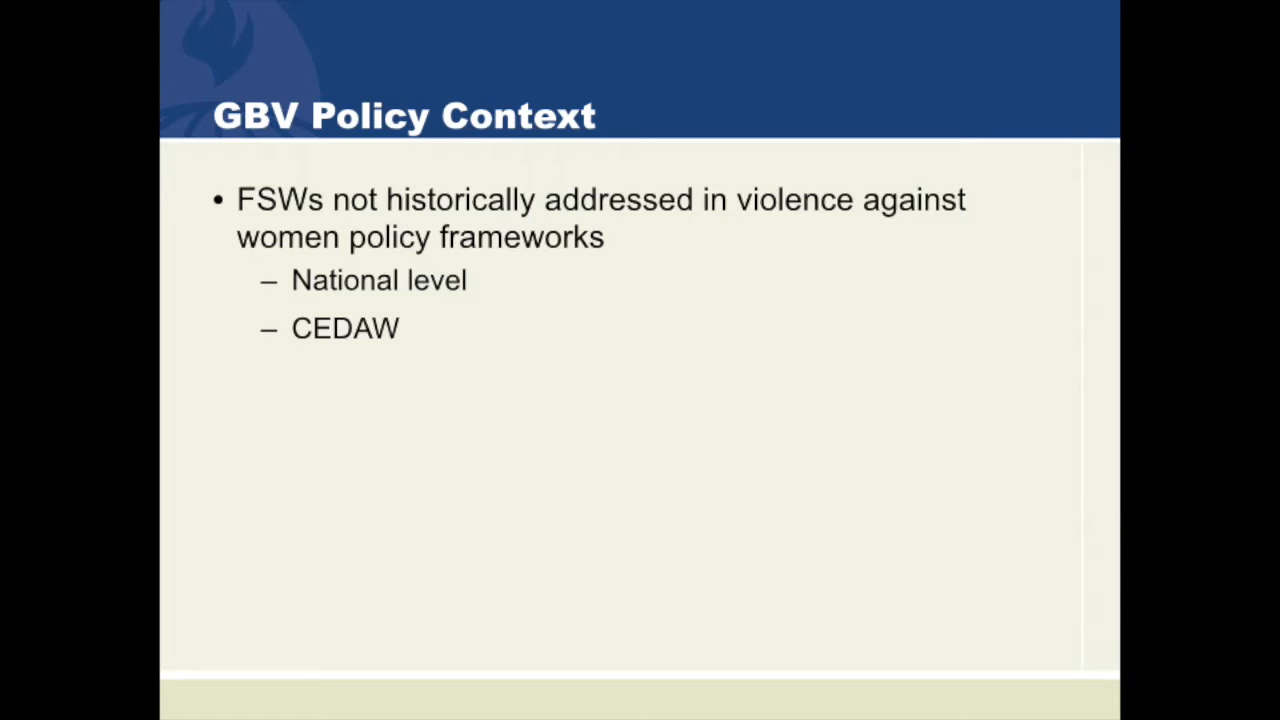 GBV Policy Context
• FSWs not historically addressed in violence against
women policy frameworks
– National level
– CEDAW